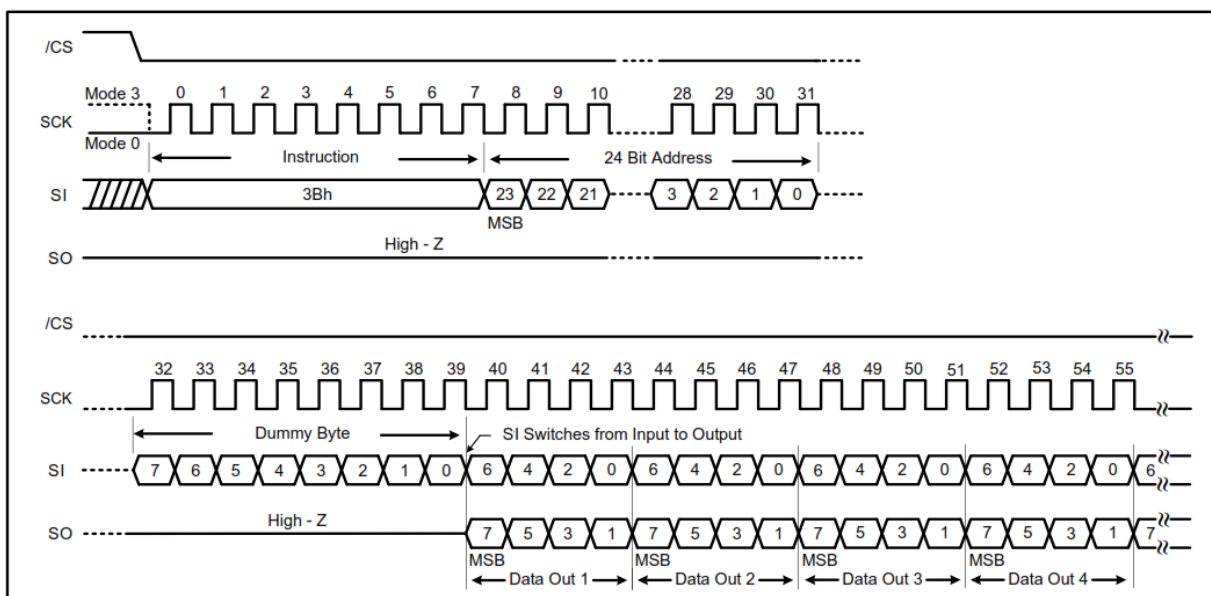 /CS
Mode 3 0 1 2 3 4 5 6 7 8 9 10 28 29 30 31
SCK
Mode 0
Instruction 24 Bit Address
SI 3Bh 23 22 21 3 2 1 0
MSB
High - Z
SO
/CS
32 33 34 35 36 37 38 39 40 41 42 43 44 45 46 47 48 49 50 51 52 53 54 55
SCK
Dummy Byte SI Switches from Input to Output
SI 7 6 5 4 3 2 1 0 6 4 2 0 6 4 2 0 6 4 2 0 6 4 2 0 6
High - Z
SO 7 5 3 1 7 5 3 1 7 5 3 1 7 5 3 1 7
MSB MSB MSB MSB
Data Out 1 Data Out 2 Data Out 3 Data Out 4